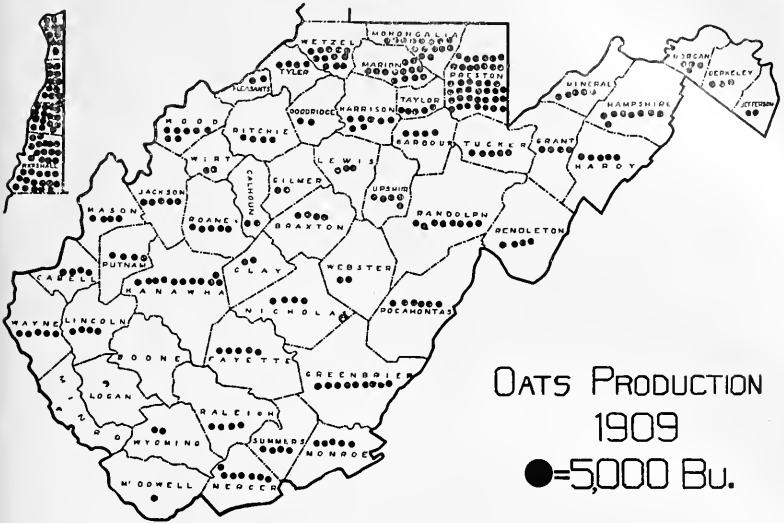 MONONGALIA
WETZEL
MORGAN
MARION
TYLER
PRESTON
BERKELEY
MINERAL
PLEASANTS
JEFFERSON
TAYLOR
HAMPSHIRE
DODDRIDGE
HARRISON
WOOD
RITCHIE
BARBOUR
TUCKER
GRANT
MARSHALL
HARDY
WIRT
LEWIS
GILMER
CALHOUN
UPSHUR
JACKSON
MASON
ROANE
RANDOLPH
BRAXTON
PENDLETON
PUTNAM
CLAY
WEBSTER
CABELL
KANAWHA
NICHOLAS
POCAHONTAS
WAYNE
LINCOLN
BOONE
FAYETTE
GREENBRIER
MINGO
LOGAN
RALEIGH
WYOMING
SUMMERS
MONROE
MCDOWELL
MERCER
OATS PRODUCTION
1909
=5,000 BU.